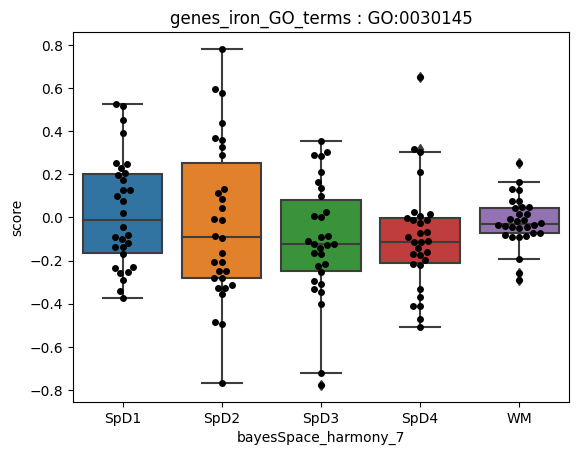 genes_iron_GO_terms : GO:0030145
score
0.8
0.6
0.4
0.2
0.0
−0.2
−0.4
−0.6
−0.8
SpD1 SpD2 SpD3 SpD4 WM
bayesSpace_harmony_7